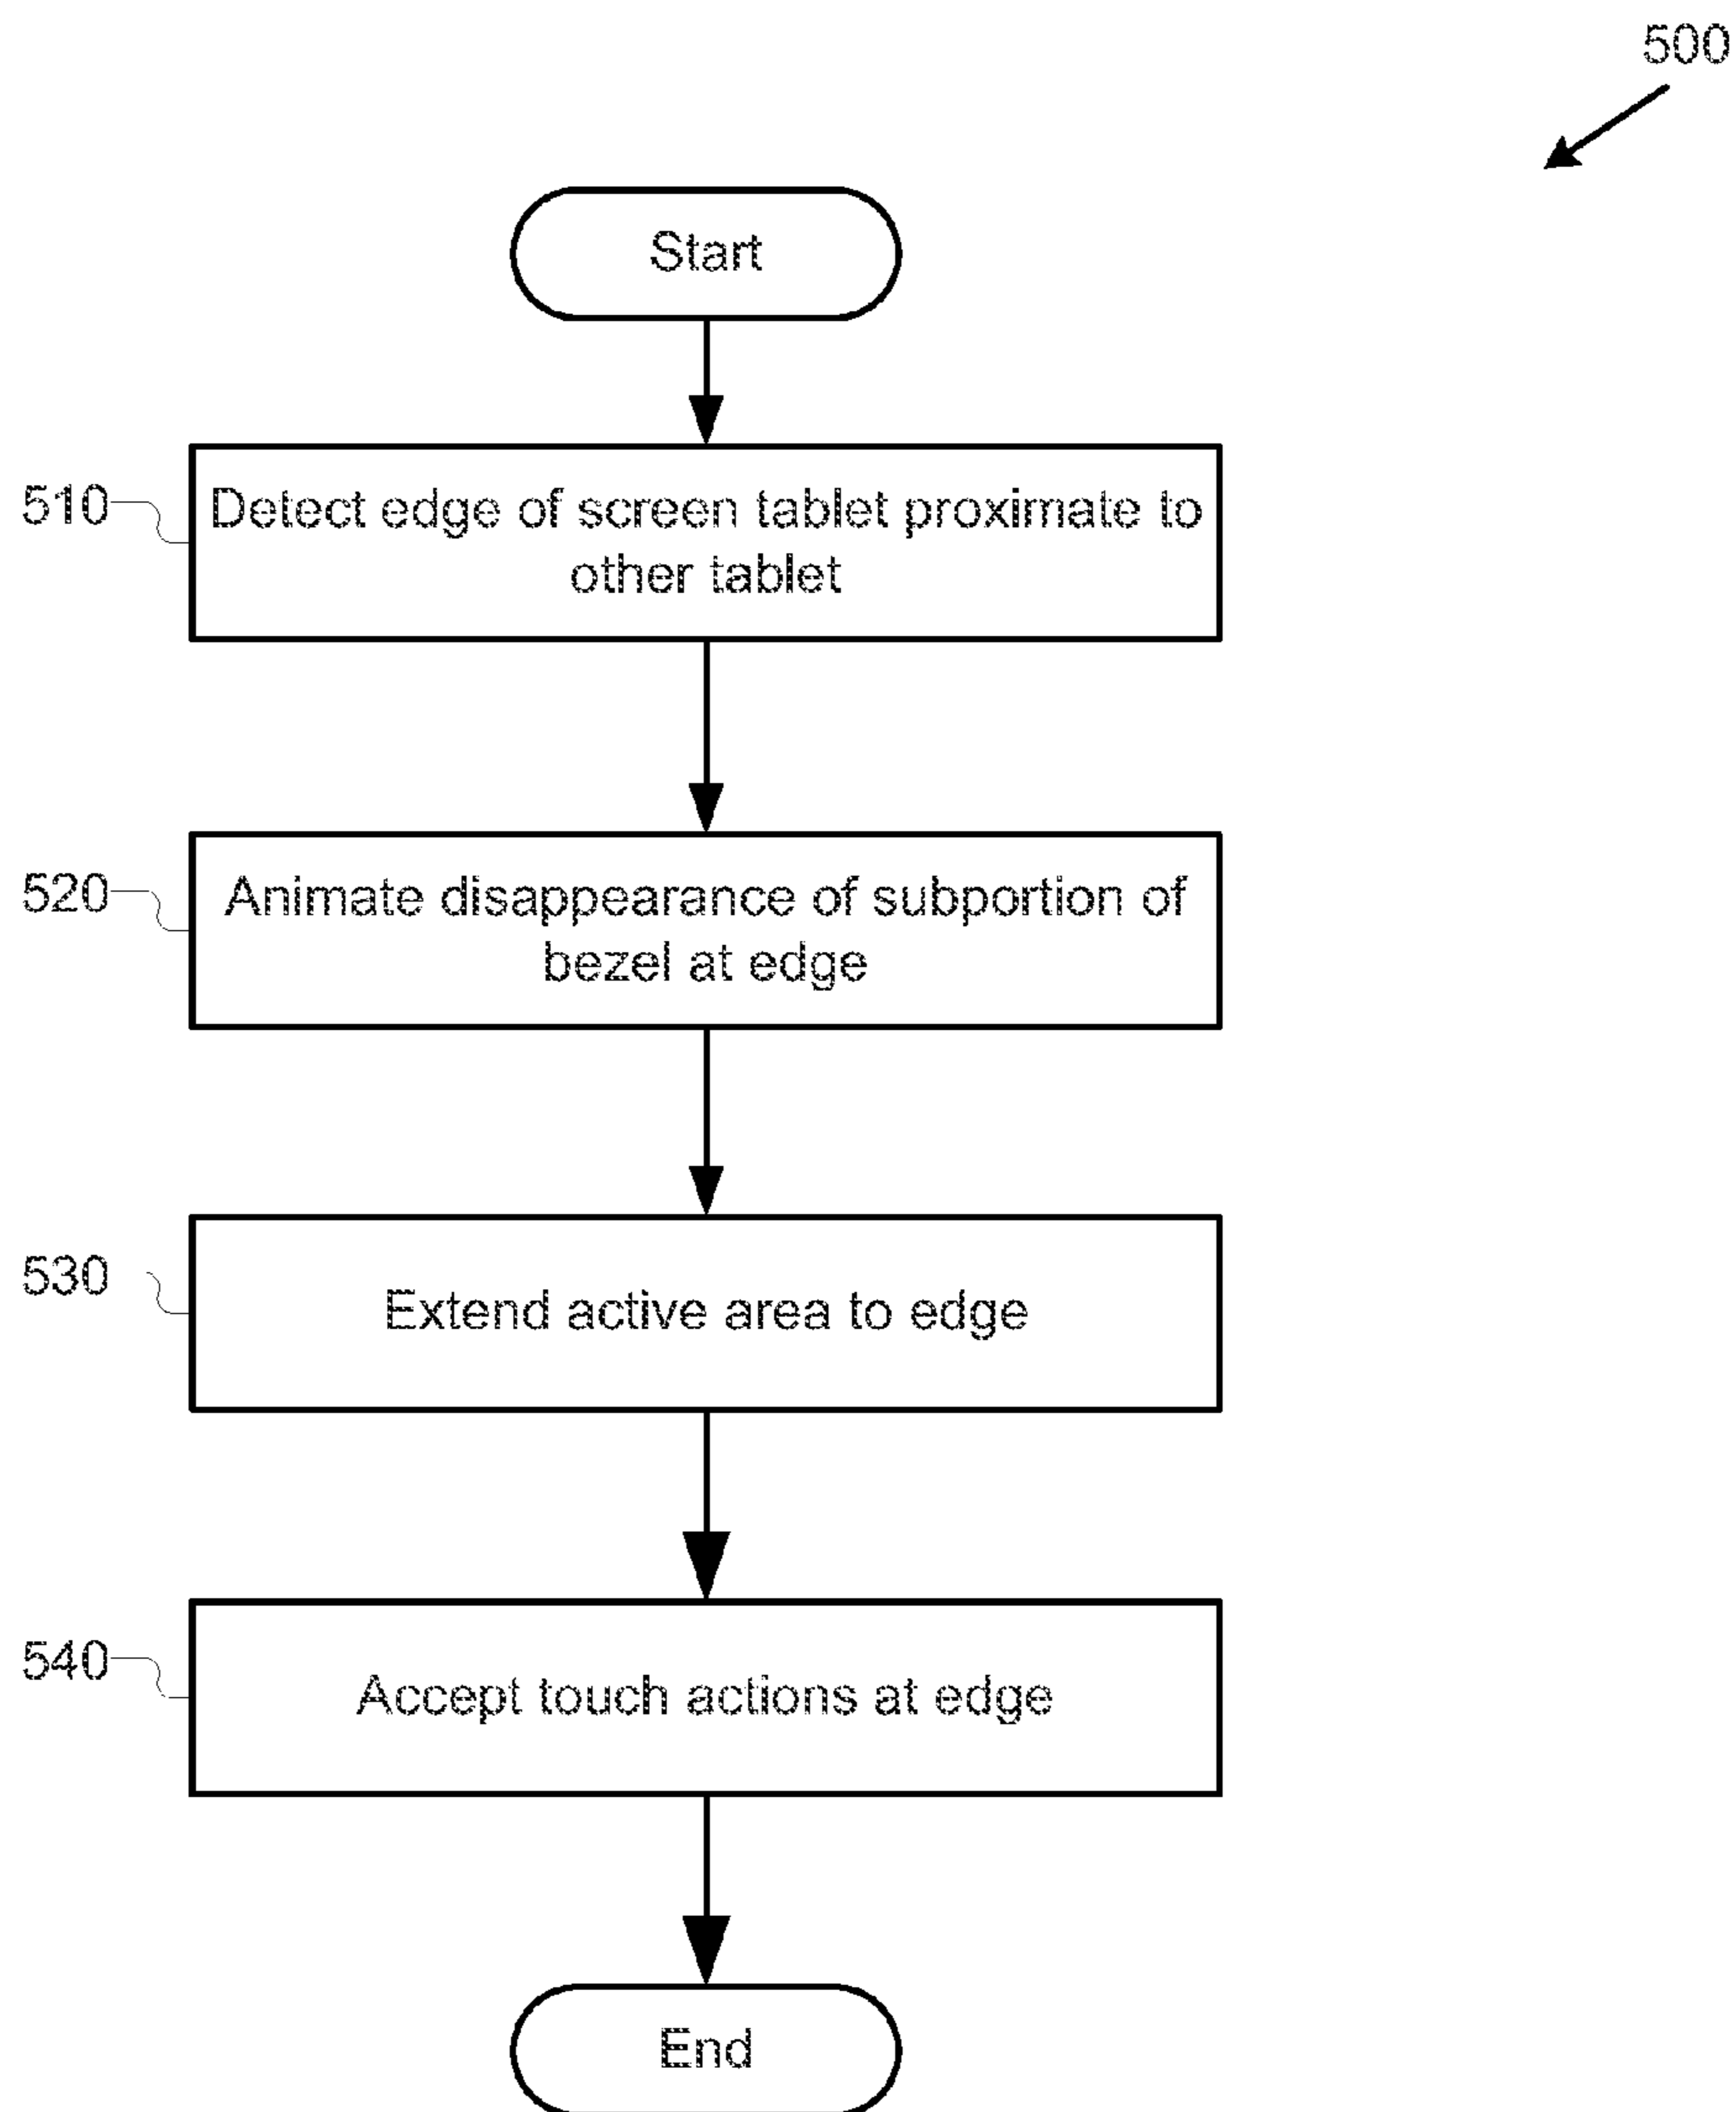 500
Start
510
Detect edge of screen tablet proximate to
other tablet
520
Animate disappearance of subportion of
bezel at edge
530
Extend active area to edge
540
Accept touch actions at edge
End